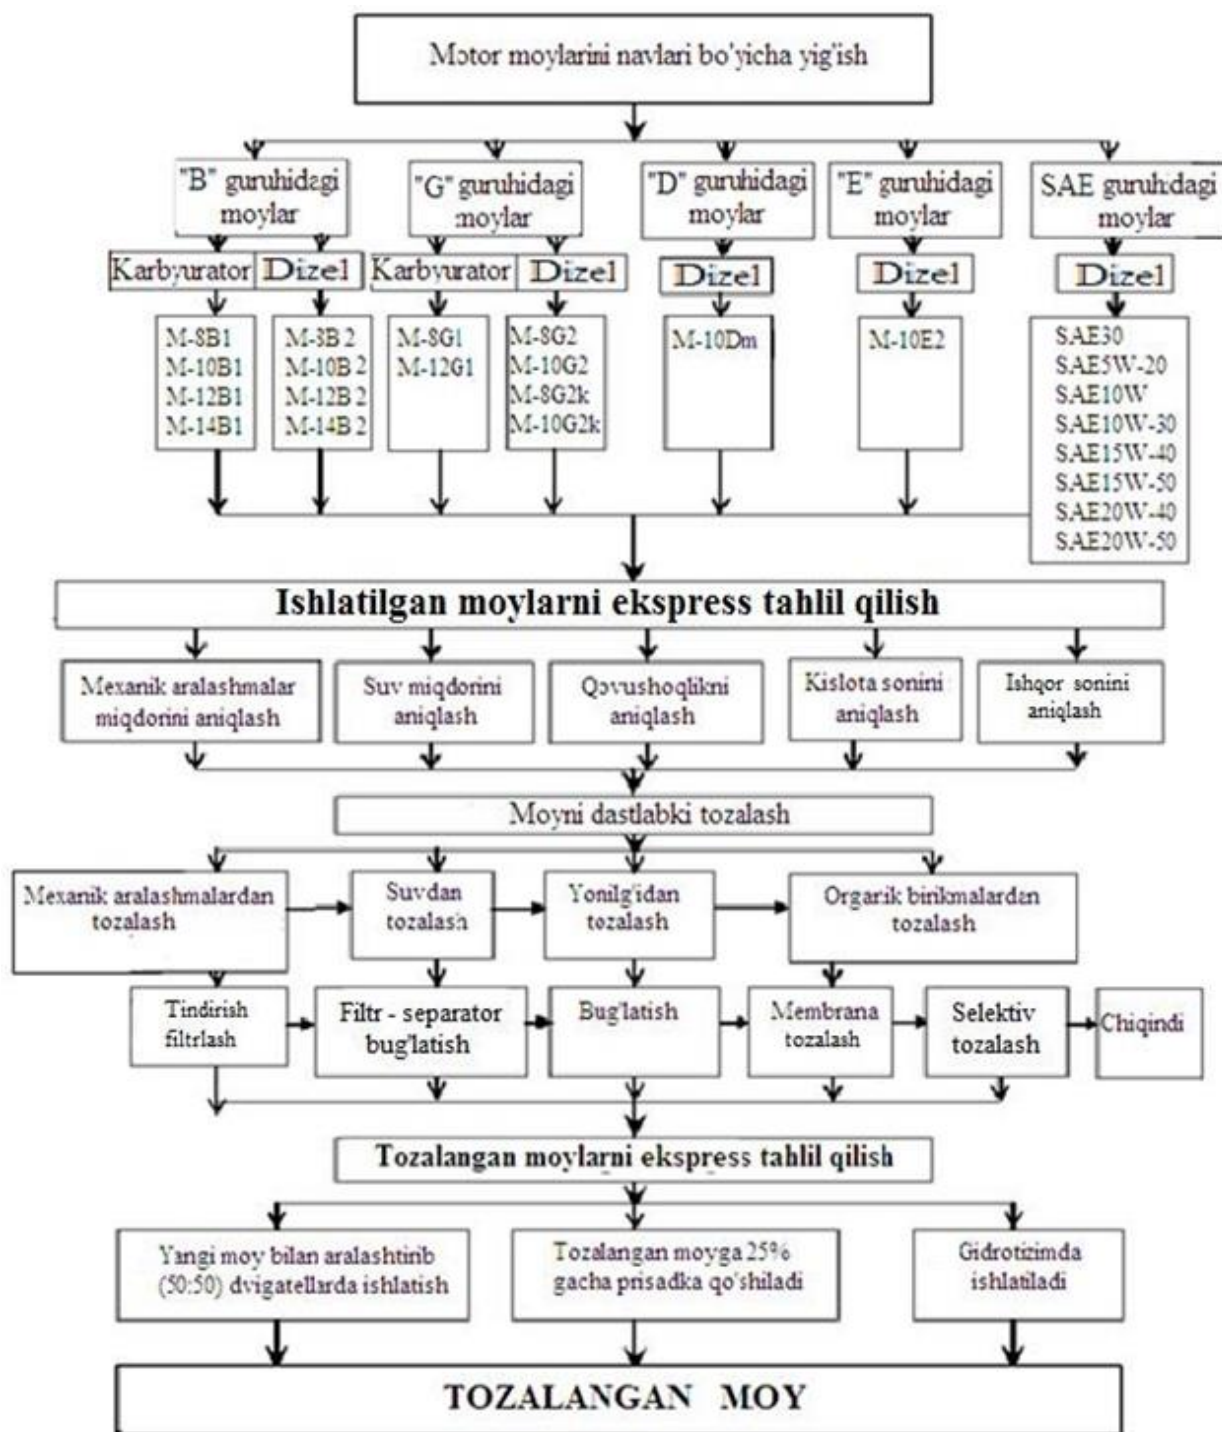 Motor moylarini navlari bo'yicha yig'ish
"B" guruhidagi
moylar
"G" guruhidagi
moylar
"D" guruhidagi
moylar
"E" guruhidagi
moylar
SAE guruhidagi
moylar
Karbyurator
Dizel
Karbyurator
Dizel
Dizel
Dizel
Dizel
M-8B1
M-10B1
M-12B1
M-14B1
M-8B2
M-10B2
M-12B2
M-14B2
M-8G1
M-12G1
M-8G2
M-10G2
M-8G2k
M-10G2k
M-10Dm
M-10E2
SAE30
SAE5W-20
SAE10W
SAE10W-30
SAE15W-40
SAE15W-50
SAE20W-40
SAE20W-50
Ishlatilgan moylarni ekspress tahlil qilish
Mexanik aralashmalar
miqdorini aniqlash
Suv miqdorini
aniqlash
Qovushoqlikni
aniqlash
Kislota sonini
aniqlash
Ishqor sonini
aniqlash
Moyni dastlabki tozalash
Mexanik aralashmalardan
tozalash
Suvdan
tozalash
Yonilg'idan
tozalash
Organik birikmalardan
tozalash
Tindirish
filtrlash
Filtr - separator
bug'latish
Bug'latish
Membrana
tozalash
Selektiv
tozalash
Chiqindi
Tozalangan moylarni ekspress tahlil qilish
Yangi moy bilan aralashtirib
(50:50) dvigatellarda ishlatish
Tozalangan moyga 25%
gacha prisadka qo'shiladi
Gidrotizimda
ishlatiladi
TOZALANGAN MOY